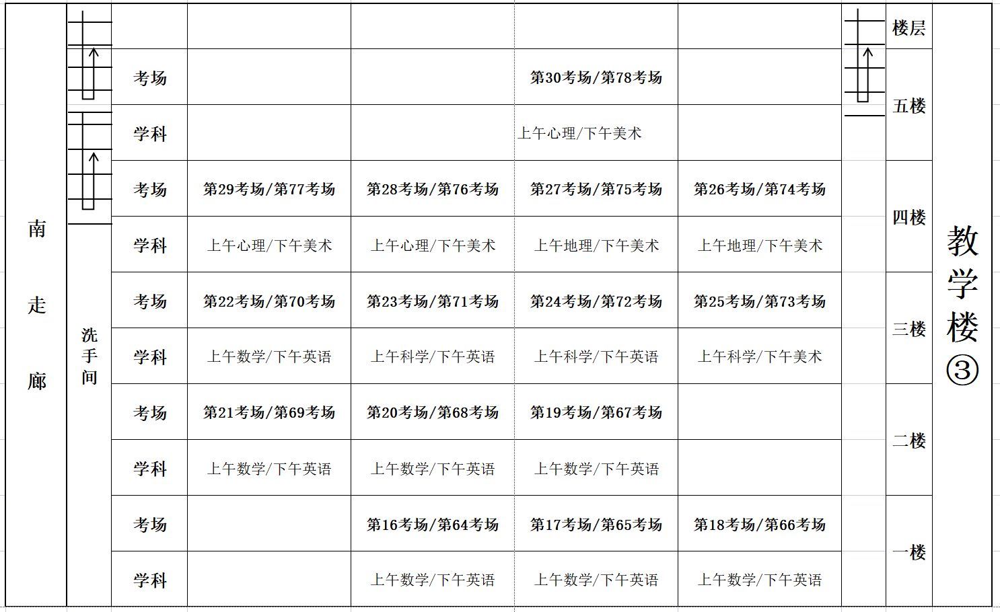 楼层
考场 第30考场/第78考场
五楼
学科 上午心理/下午美术
考场 第29考场/第77考场 第28考场/第76考场 第27考场/第75考场 第26考场/第74考场
四楼
学科 上午心理/下午美术 上午心理/下午美术 上午地理/下午美术 上午地理/下午美术
考场 第22考场/第70考场 第23考场/第71考场 第24考场/第72考场 第25考场/第73考场
三楼
学科 上午数学/下午英语 上午科学/下午英语 上午科学/下午英语 上午科学/下午美术
考场 第21考场/第69考场 第20考场/第68考场 第19考场/第67考场
二楼
学科 上午数学/下午英语 上午数学/下午英语 上午数学/下午英语
考场 第16考场/第64考场 第17考场/第65考场 第18考场/第66考场
一楼
学科 上午数学/下午英语 上午数学/下午英语 上午数学/下午英语
南走廊
洗手间
教学楼③